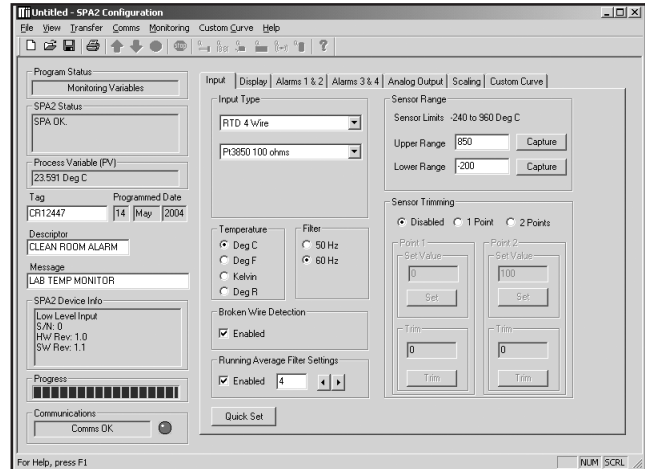 Untitled - SPA2 Configuration
File View Transfer Comms Monitoring Custom Curve Help
STOP
?
Program Status
Monitoring Variables
SPA2 Status
SPA OK.
Process Variable (PV)
23.591 Deg C
Tag Programmed Date
CR12447 14 May 2004
Descriptor
CLEAN ROOM ALARM
Message
LAB TEMP MONITOR
SPA2 Device Info
Low Level Input
S/N: 0
HW Rev: 1.0
SW Rev: 1.1
Progress
Communications
Comms OK
Input Display Alarms 1 & 2 Alarms 3 & 4 Analog Output Scaling Custom Curve
Input Type
RTD 4 Wire
Pt3850 100 ohms
Temperature
Deg C
Deg F
Kelvin
Deg R
Filter
50 Hz
60 Hz
Broken Wire Detection
Enabled
Running Average Filter Settings
Enabled 4
Quick Set
Sensor Range
Sensor Limits -240 to 960 Deg C
Upper Range 850 Capture
Lower Range -200 Capture
Sensor Trimming
Disabled 1 Point 2 Points
Point 1
Set Value
0
Set
Trim
0
Trim
Point 2
Set Value
100
Set
Trim
0
Trim
For Help, press F1
NUM SCRL